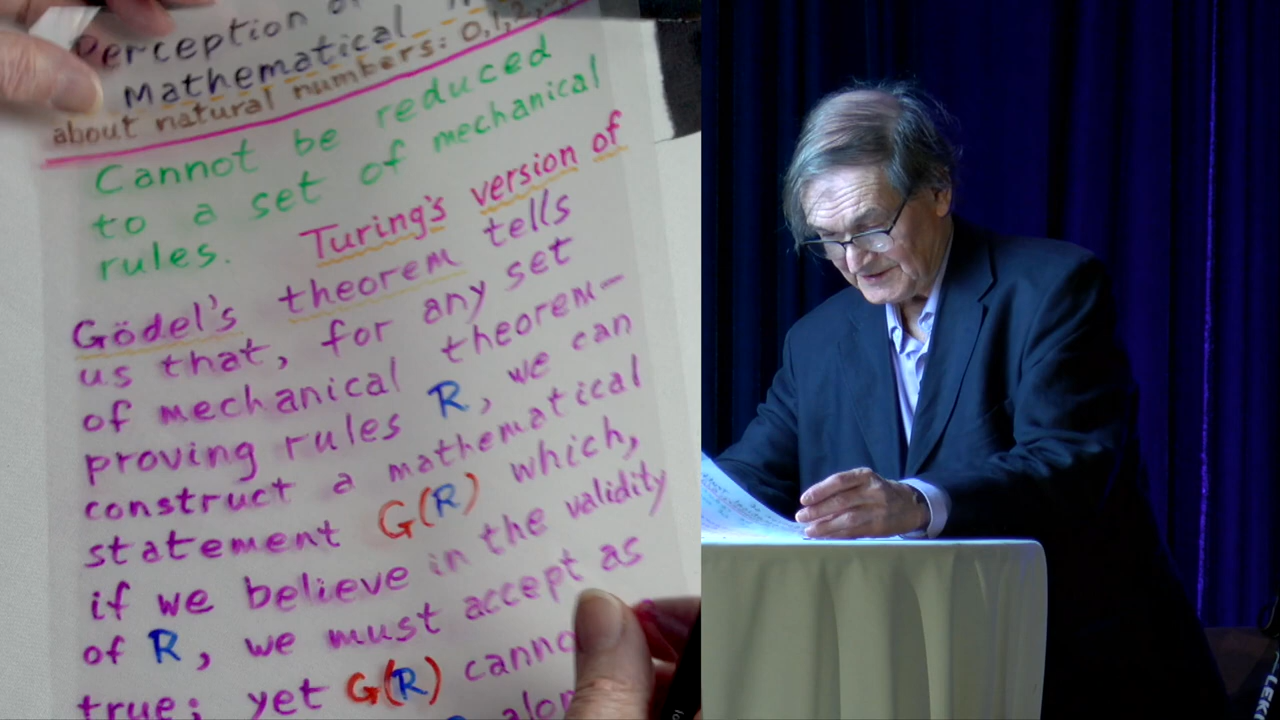 Perception of
Mathematical
about natural numbers: 0,1,2,
Cannot be reduced
to a set of mechanical
rules. Turing's version of
Gödel's theorem tells
us that, for any set
of mechanical theorem-
proving rules R, we can
construct a mathematical
statement G(R) which,
if we believe in the validity
of R, we must accept as
true; yet G(R)
LEKI